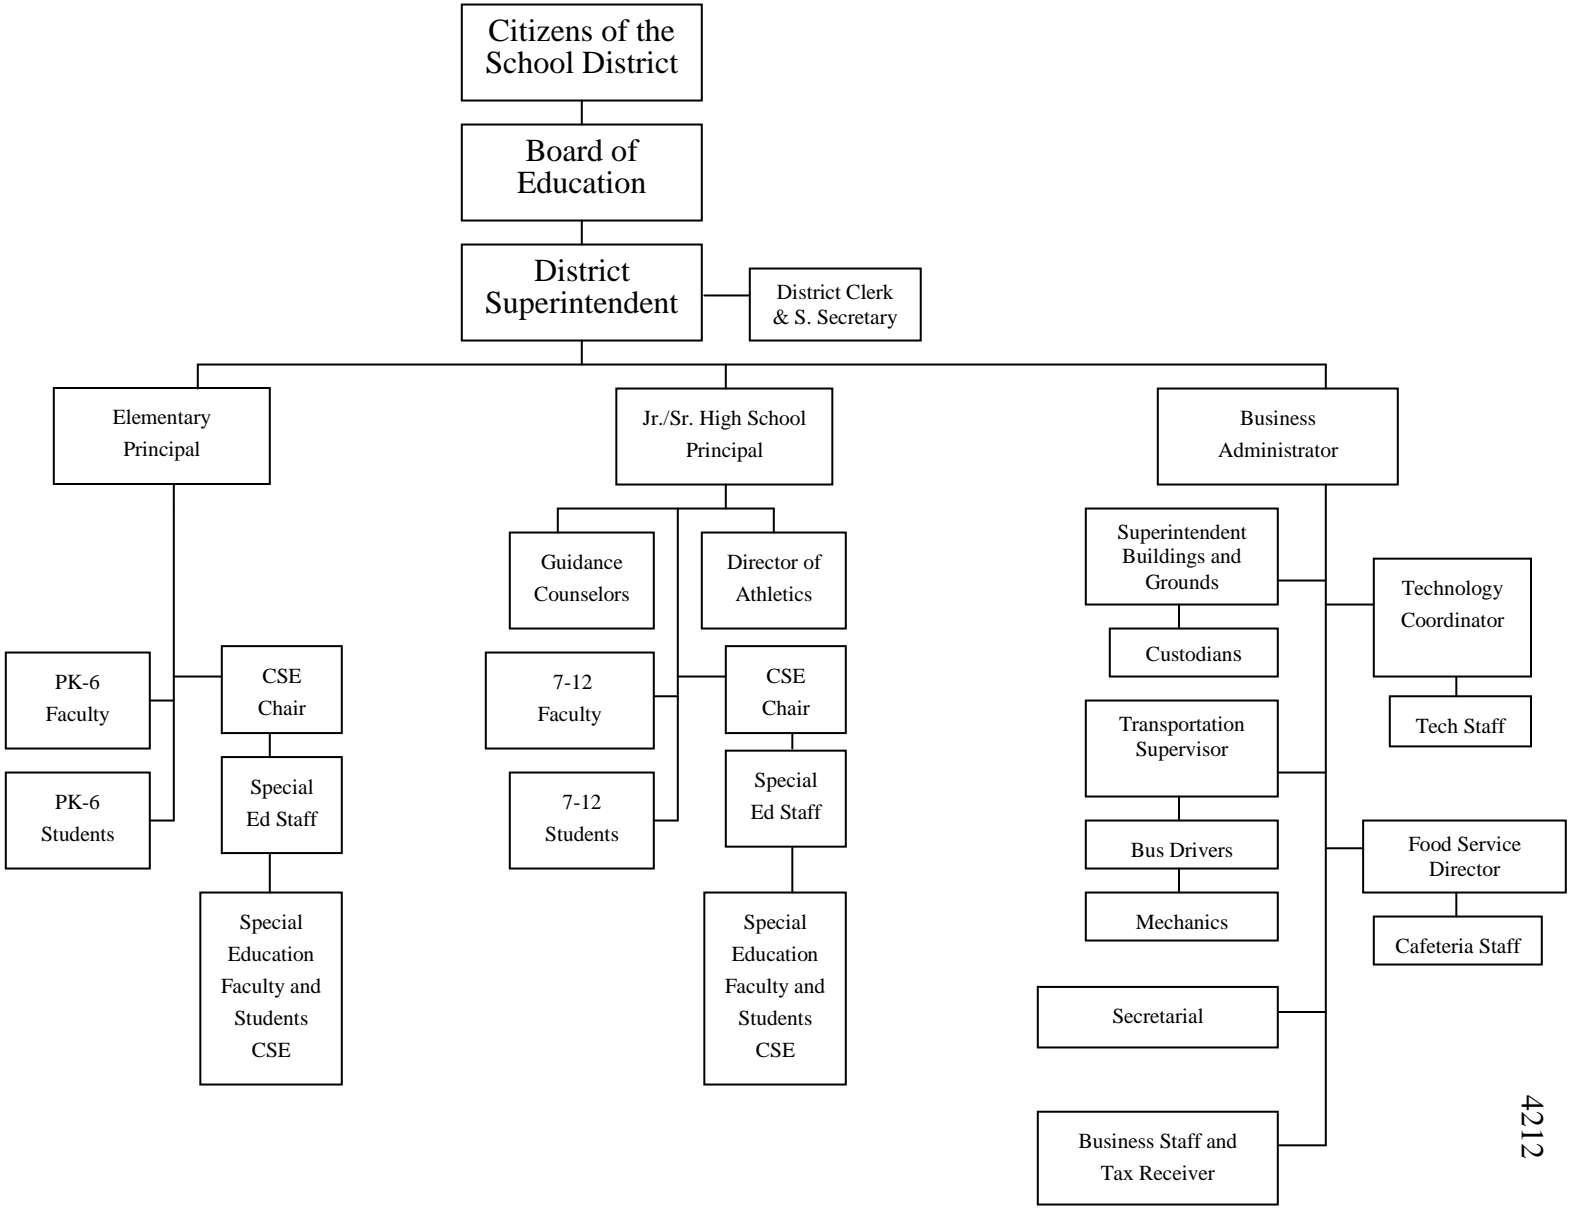 Citizens of the
School District
Board of
Education
District
Superintendent
District Clerk
& S. Secretary
Elementary
Principal
Jr./Sr. High School
Principal
Business
Administrator
Guidance
Counselors
Director of
Athletics
Superintendent
Buildings and
Grounds
Technology
Coordinator
Custodians
PK-6
Faculty
CSE
Chair
7-12
Faculty
CSE
Chair
Transportation
Supervisor
Tech Staff
PK-6
Students
Special
Ed Staff
7-12
Students
Special
Ed Staff
Bus Drivers
Food Service
Director
Mechanics
Cafeteria Staff
Special
Education
Faculty and
Students
CSE
Special
Education
Faculty and
Students
CSE
Secretarial
Business Staff and
Tax Receiver
4212